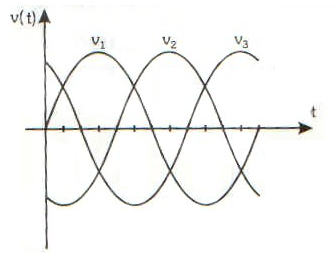 v(t)
v₁ v₂ v₃
t